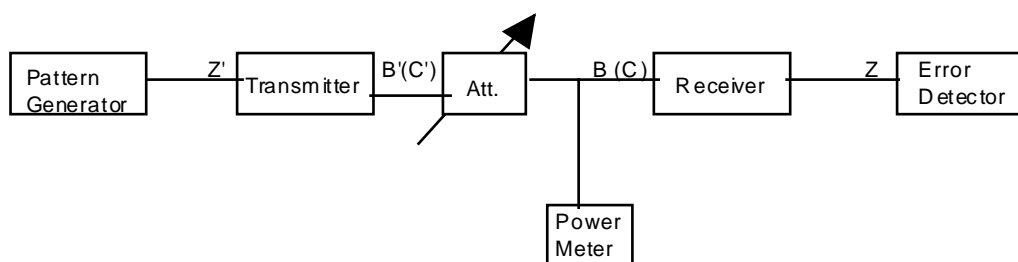 Pattern
Generator
Z'
Transmitter
B'(C')
Att.
B (C)
Receiver
Z
Error
Detector
Power
Meter